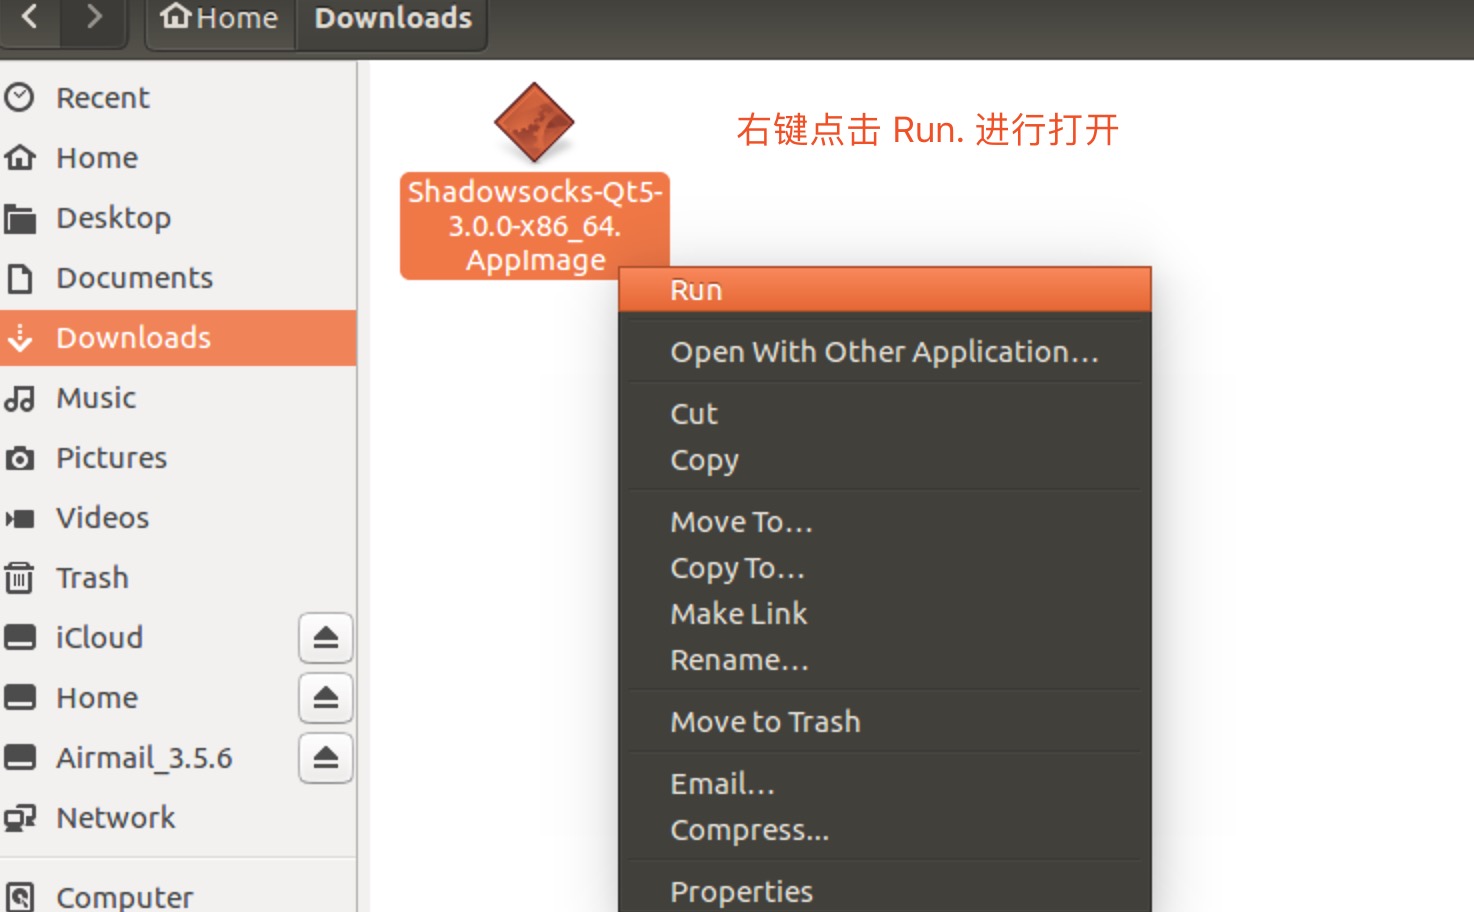 Home Downloads
Recent
Home
Desktop
Documents
Downloads
Music
Pictures
Videos
Trash
iCloud
Home
Airmail_3.5.6
Network
Computer
右键点击 Run. 进行打开
Shadowsocks-Qt5-
3.0.0-x86_64.
AppImage
Run
Open With Other Application...
Cut
Copy
Move To...
Copy To...
Make Link
Rename...
Move to Trash
Email...
Compress...
Properties